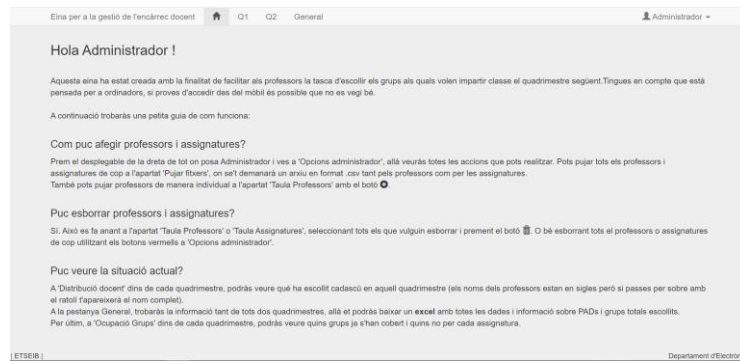 Eina per a la gestió de l'encàrrec docent Q1 Q2 General Administrador
Hola Administrador !
Aquesta eina ha estat creada amb la finalitat de facilitar als professors la tasca d'escollir els grups als quals volen impartir classe el quadrimestre següent.Tingues en compte que està
pensada per a ordinadors, si proves d'accedir des del móbil és possible que no es vegi bé.
A continuació trobaràs una petita guia de com funciona:
Com puc afegir professors i assignatures?
Prem el desplegable de la dreta de tot on posa Administrador i ves a 'Opcions administrador', allà veuràs totes les accions que pots realitzar. Pots pujar tots els professors i
assignatures de cop a l'apartat 'Pujar fitxers', on se't demanarà un arxiu en format .csv tant pels professors com per les assignatures.
També pots pujar professors de manera individual a l'apartat 'Taula Professors' amb el botó
Puc esborrar professors i assignatures?
Sí. Això es fa anant a l'apartat 'Taula Professors' o 'Taula Assignatures', seleccionant tots els que vulguin esborrar i prement el botó . O bé esborrant tots el professors o assignatures
de cop utilitzant els botons vermells a 'Opcions administrador'.
Puc veure la situació actual?
A 'Distribució docent' dins de cada quadrimestre, podràs veure què ha escollit cadascú en aquell quadrimestre (els noms dels professors estan en sigles però si passes per sobre amb
el ratolí t'apareixerà el nom complet).
A la pestanya General, trobaràs la informació tant de tots dos quadrimestres, allà et podràs baixar un excel amb totes les dades i informació sobre PADs i grups totals escollits.
Per últim, a 'Ocupació Grups' dins de cada quadrimestre, podràs veure quins grups ja s'han cobert i quins no per cada assignatura.
| ETSEIB | Departament d'Electròn